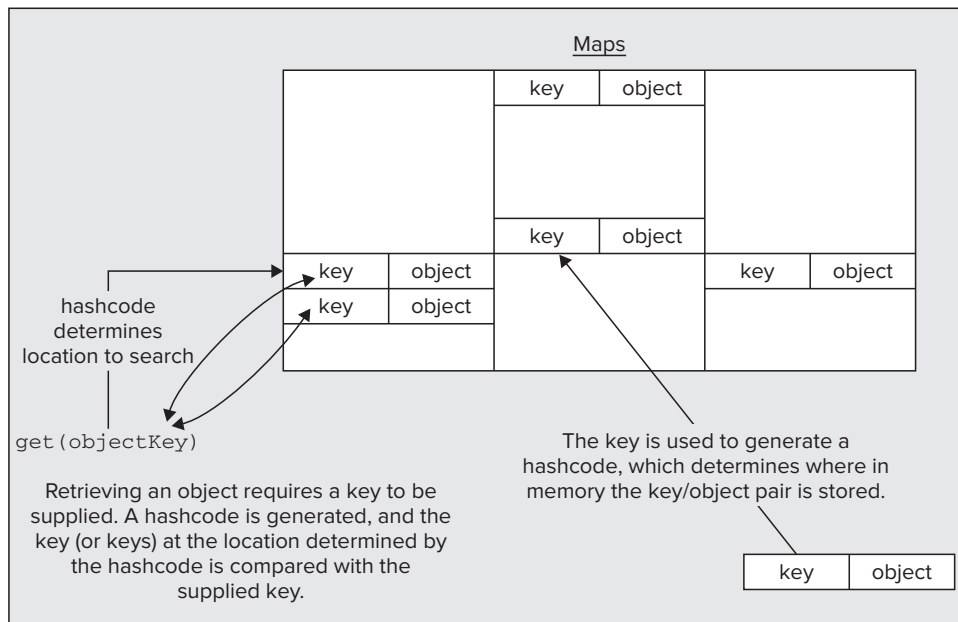 Maps
key object
key object
key object
key object
key object
hashcode
determines
location to search
get(objectKey)
Retrieving an object requires a key to be
supplied. A hashcode is generated, and the
key (or keys) at the location determined by
the hashcode is compared with the
supplied key.
The key is used to generate a
hashcode, which determines where in
memory the key/object pair is stored.
key object